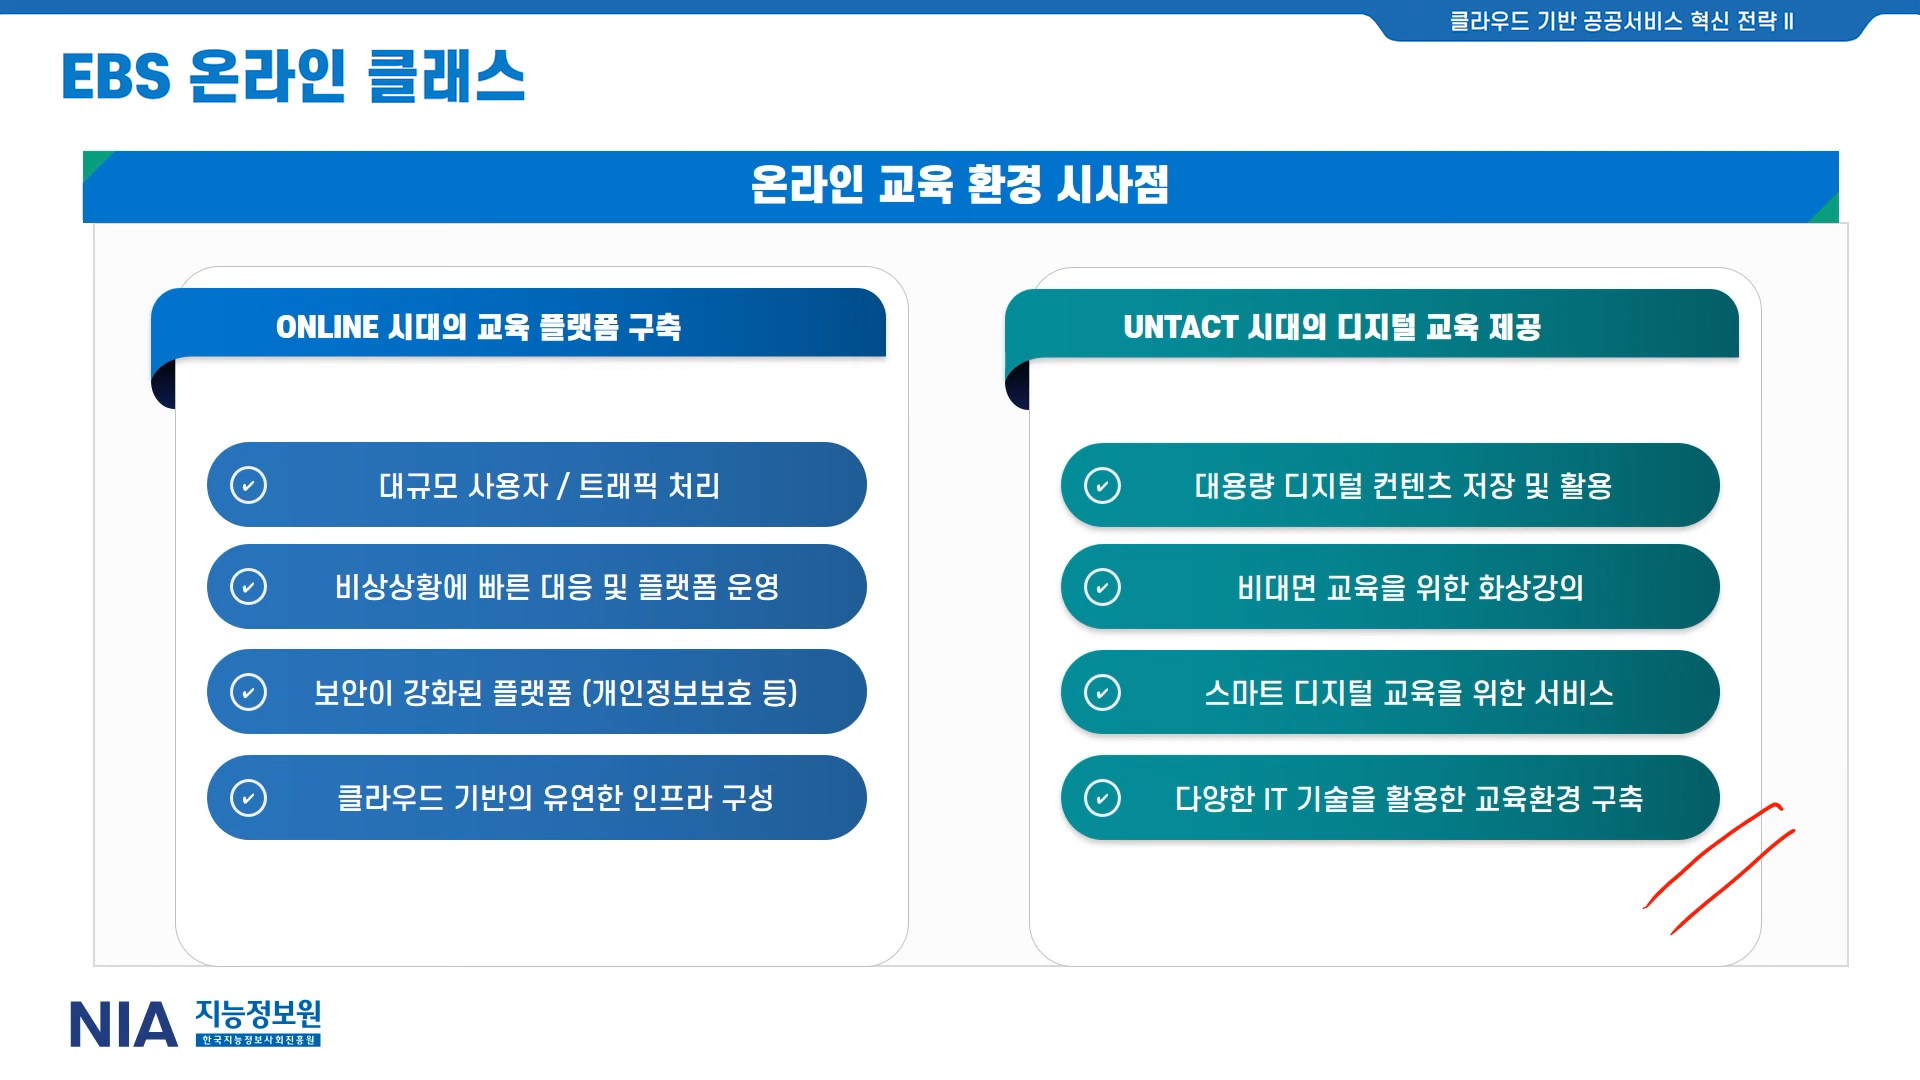 클라우드 기반 공공서비스 혁신 전략 II
EBS 온라인 클래스
온라인 교육 환경 시사점
ONLINE 시대의 교육 플랫폼 구축
대규모 사용자 / 트래픽 처리
비상상황에 빠른 대응 및 플랫폼 운영
보안이 강화된 플랫폼 (개인정보보호 등)
클라우드 기반의 유연한 인프라 구성
UNTACT 시대의 디지털 교육 제공
대용량 디지털 컨텐츠 저장 및 활용
비대면 교육을 위한 화상강의
스마트 디지털 교육을 위한 서비스
다양한 IT 기술을 활용한 교육환경 구축
NIA 지능정보원
한국지능정보사회진흥원